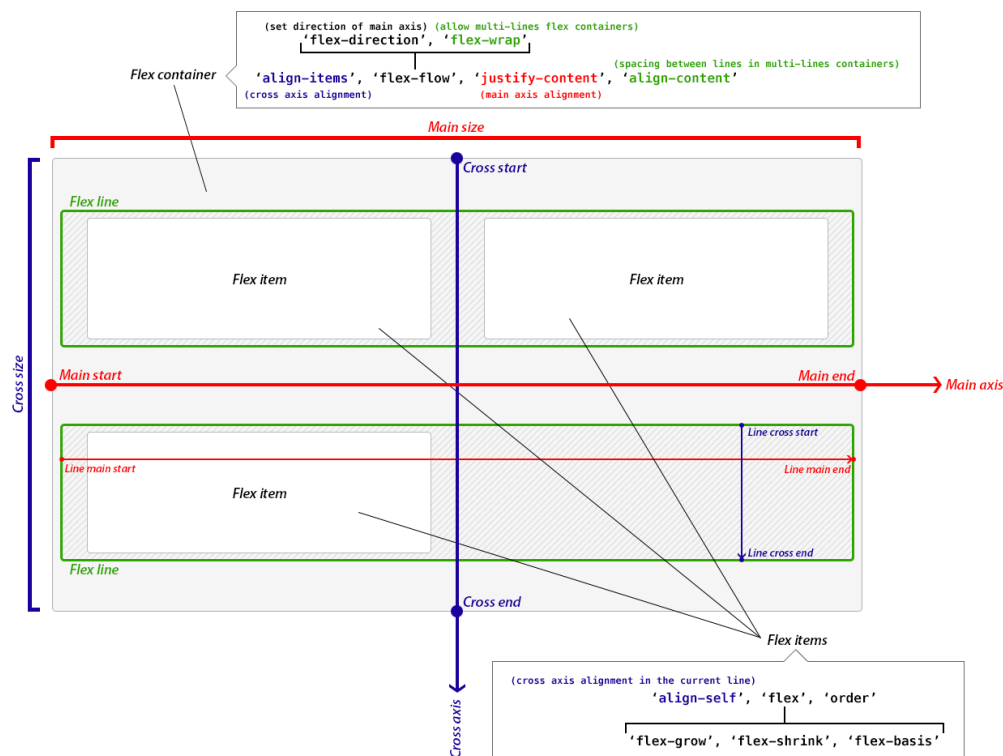 (set direction of main axis) (allow multi-lines flex containers)
‘flex-direction’, ‘flex-wrap’
(spacing between lines in multi-lines containers)
Flex container
‘align-items’, ‘flex-flow’, ‘justify-content’, ‘align-content’
(cross axis alignment) (main axis alignment)
Main size
Cross start
Flex line
Flex item Flex item
Cross size
Main start Main end
Main axis
Line cross start
Line main start Line main end
Flex item
Line cross end
Flex line
Cross end
Flex items
(cross axis alignment in the current line)
‘align-self’, ‘flex’, ‘order’
Cross axis
‘flex-grow’, ‘flex-shrink’, ‘flex-basis’